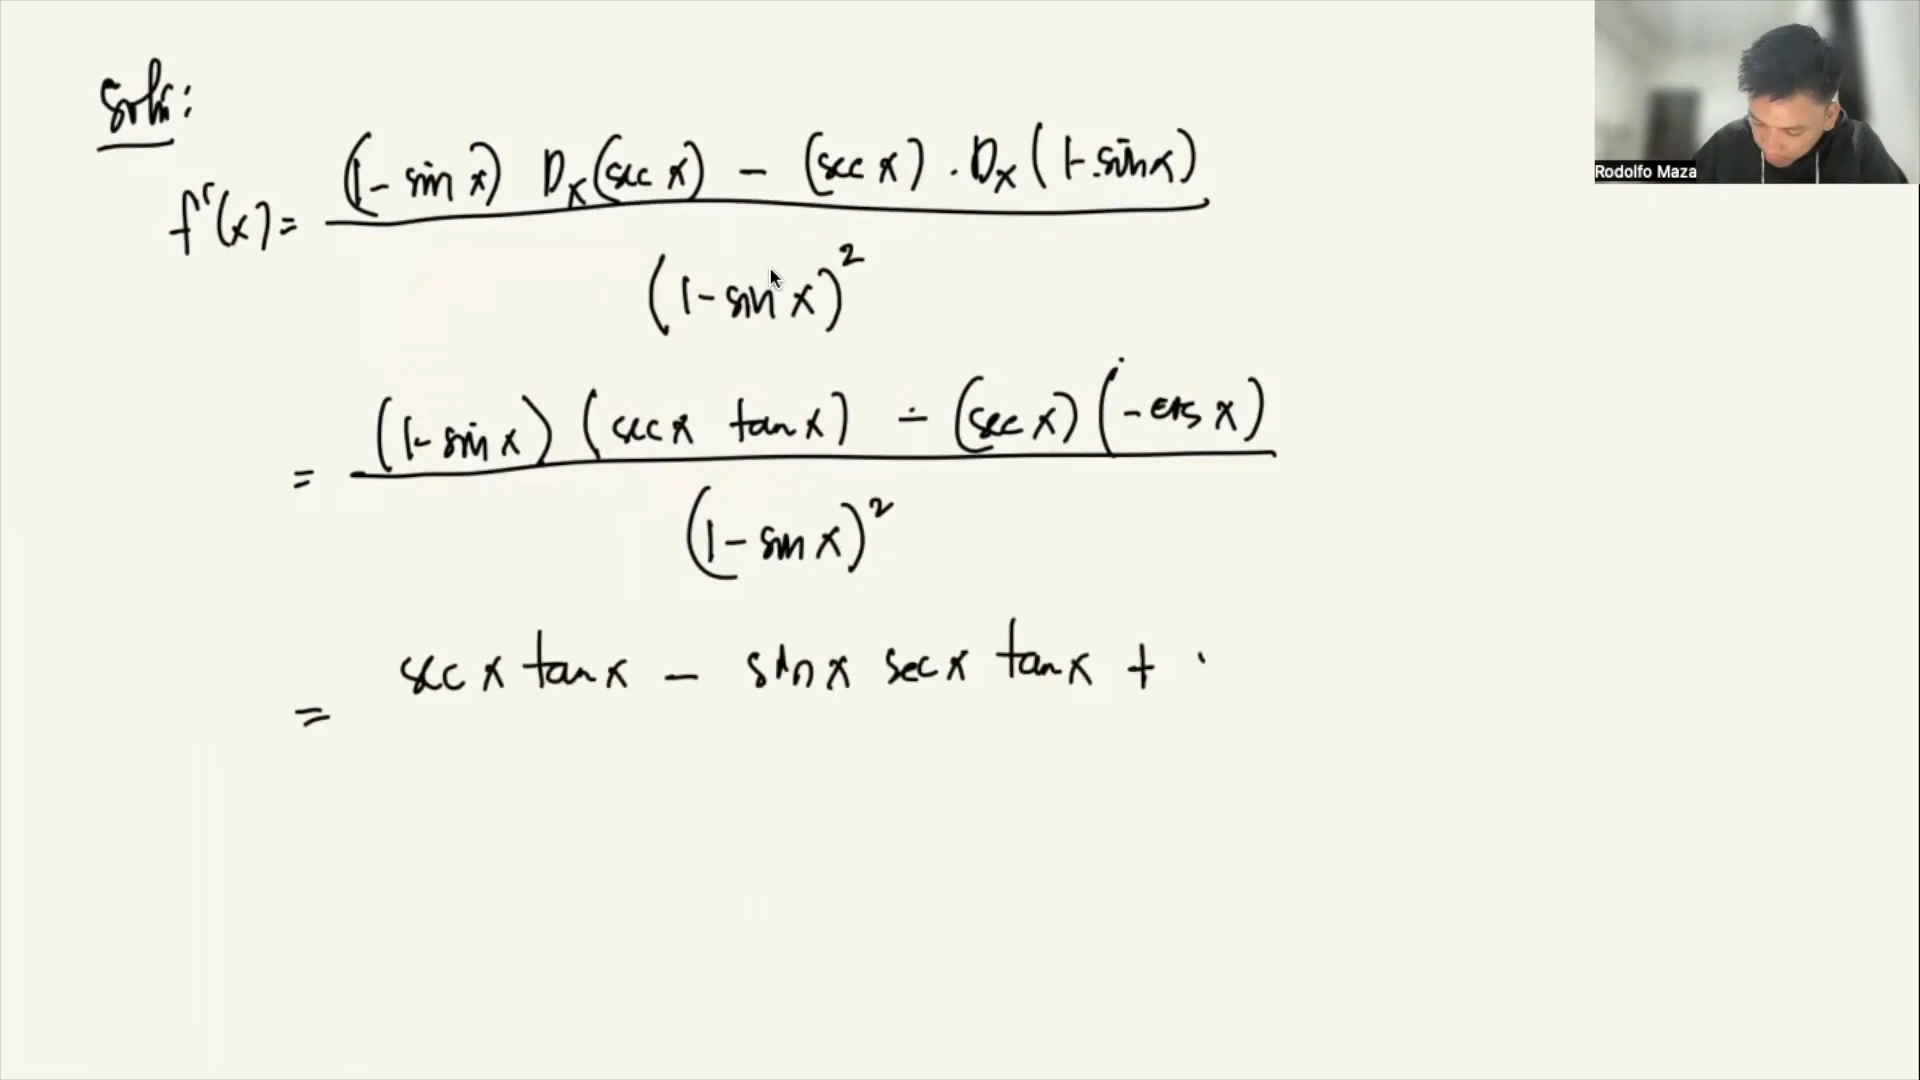 Soln:
Rodolfo Maza
f'(x) = (1 - sin x) Dx(sec x) - (sec x) · Dx(1 - sin x)
(1 - sin x)²
= (1 - sin x)(sec x tan x) - (sec x)(-cos x)
(1 - sin x)²
= sec x tan x - sin x sec x tan x +